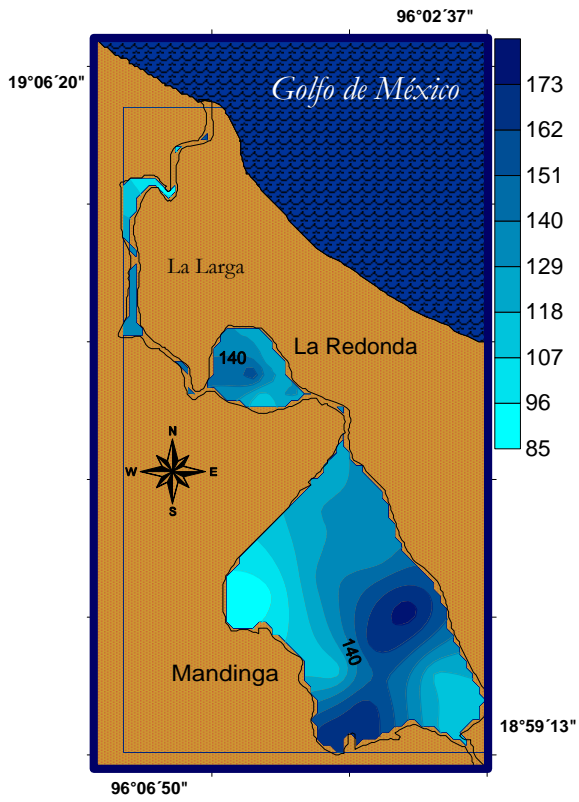 96°02´37"
19°06´20"
Golfo de México
173
162
151
140
129
118
107
96
85
La Larga
La Redonda
140
N
W
E
S
140
Mandinga
18°59´13"
96°06´50"